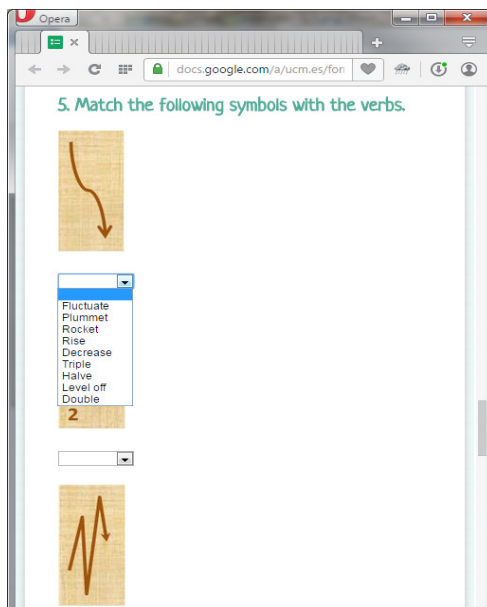 Opera
docs.google.com/a/ucm.es/for
5. Match the following symbols with the verbs.
Fluctuate
Plummet
Rocket
Rise
Decrease
Triple
Halve
Level off
Double
2